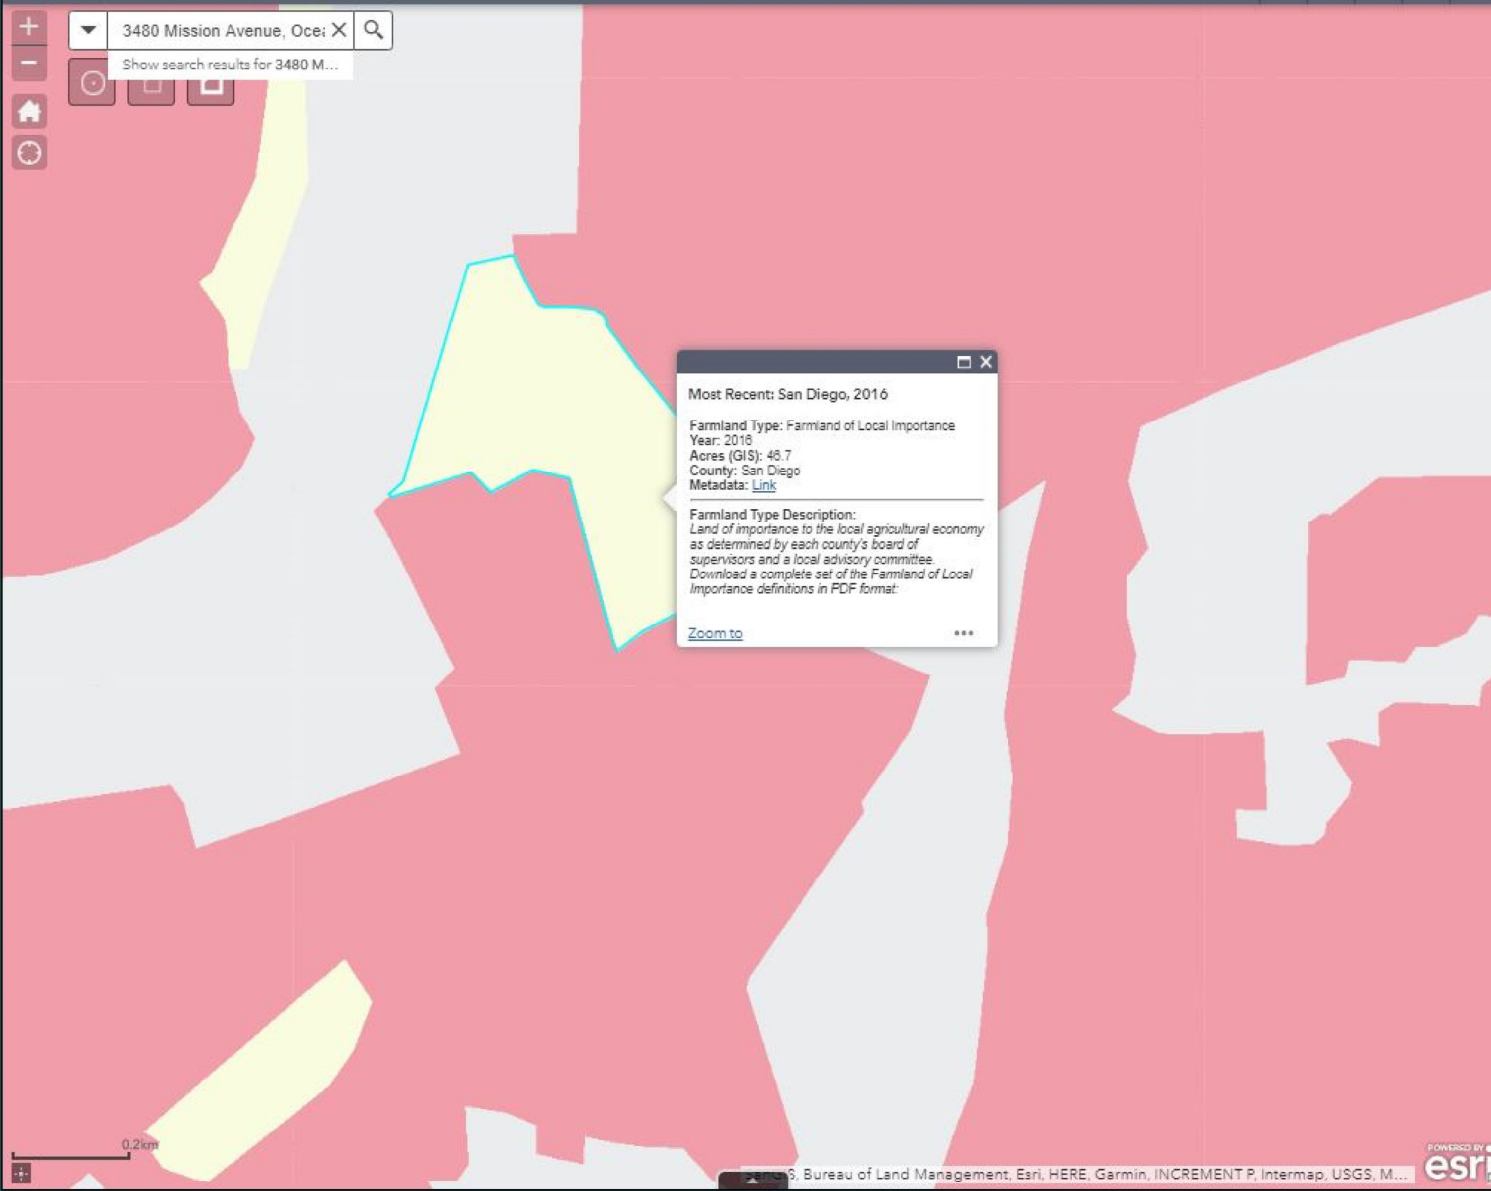 3480 Mission Avenue, Ocea
Show search results for 3480 M...
Most Recent: San Diego, 2016
Farmland Type: Farmland of Local Importance
Year: 2016
Acres (GIS): 46.7
County: San Diego
Metadata: Link
Farmland Type Description:
Land of importance to the local agricultural economy
as determined by each county's board of
supervisors and a local advisory committee.
Download a complete set of the Farmland of Local
Importance definitions in PDF format:
Zoom to
0.2km
SanGIS, Bureau of Land Management, Esri, HERE, Garmin, INCREMENT P, Intermap, USGS, M...
POWERED BY
esri